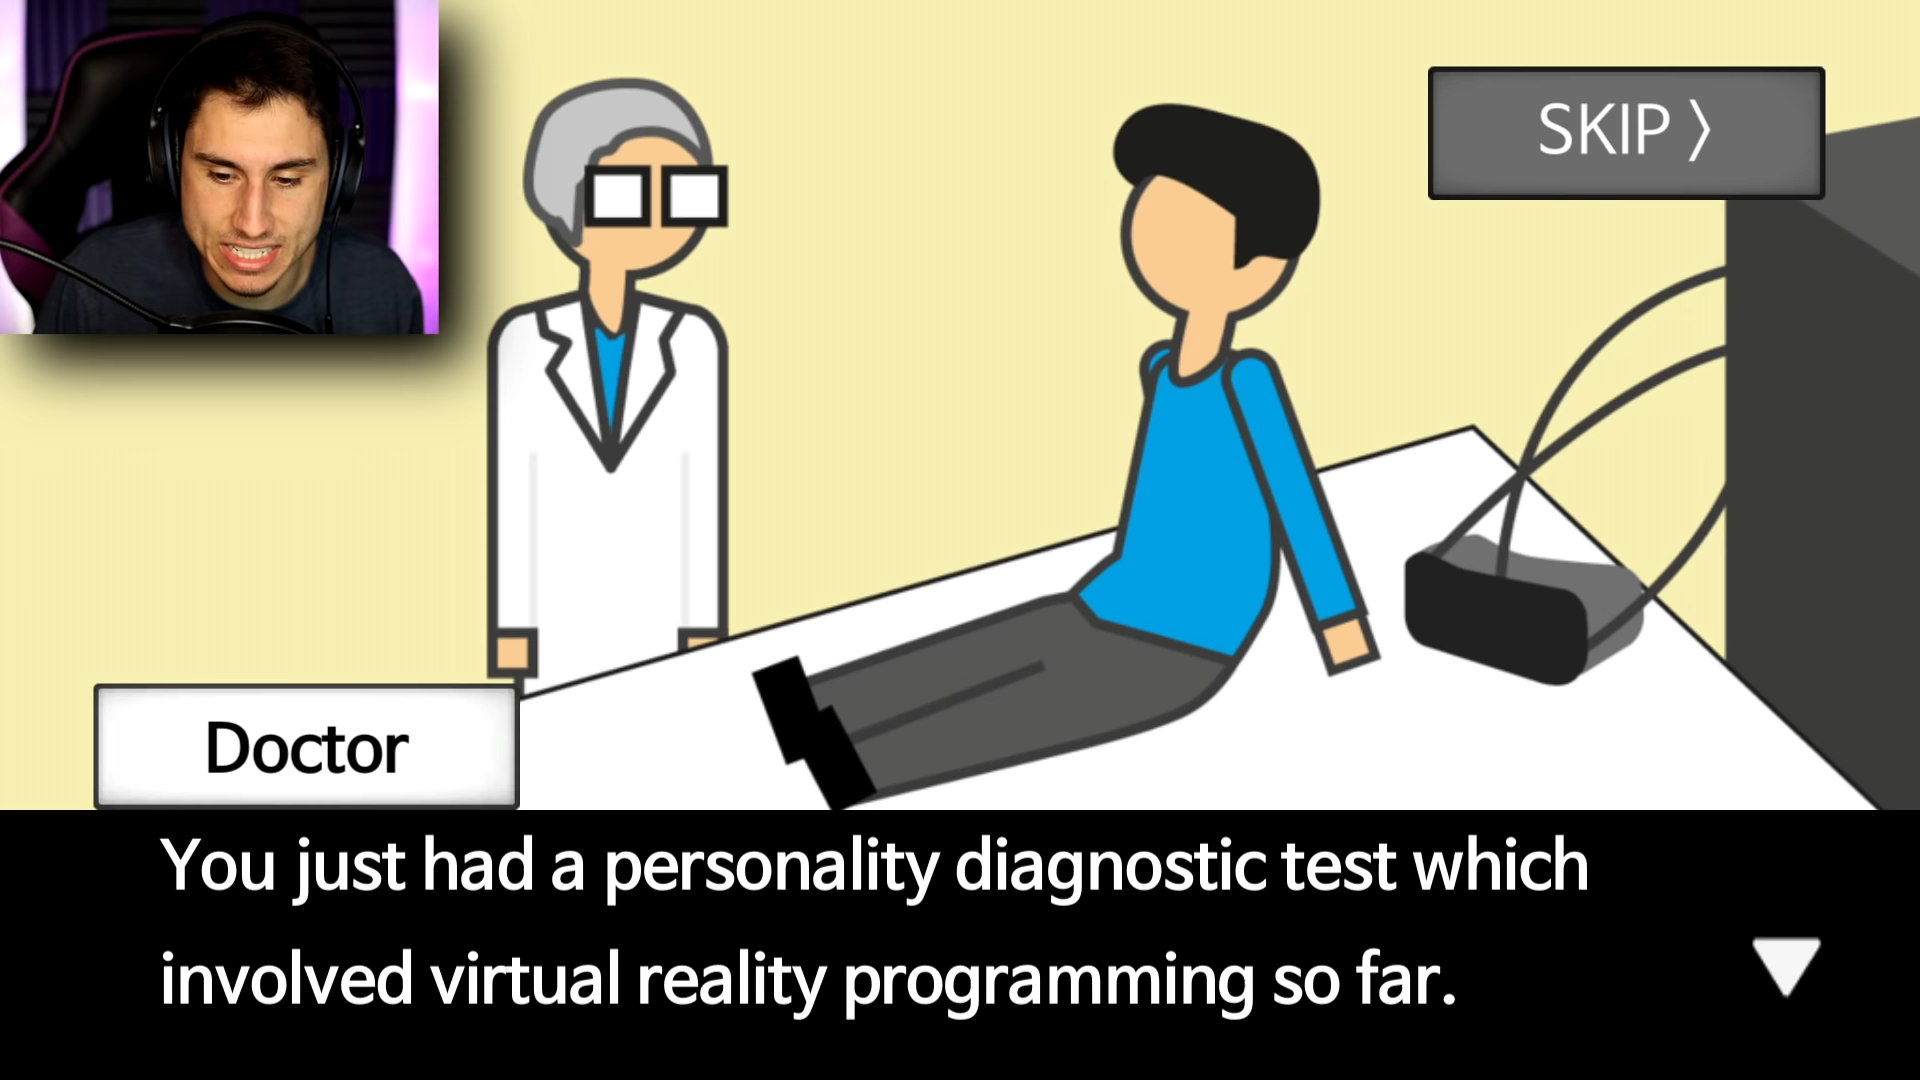 SKIP 〉
Doctor
You just had a personality diagnostic test which
involved virtual reality programming so far.